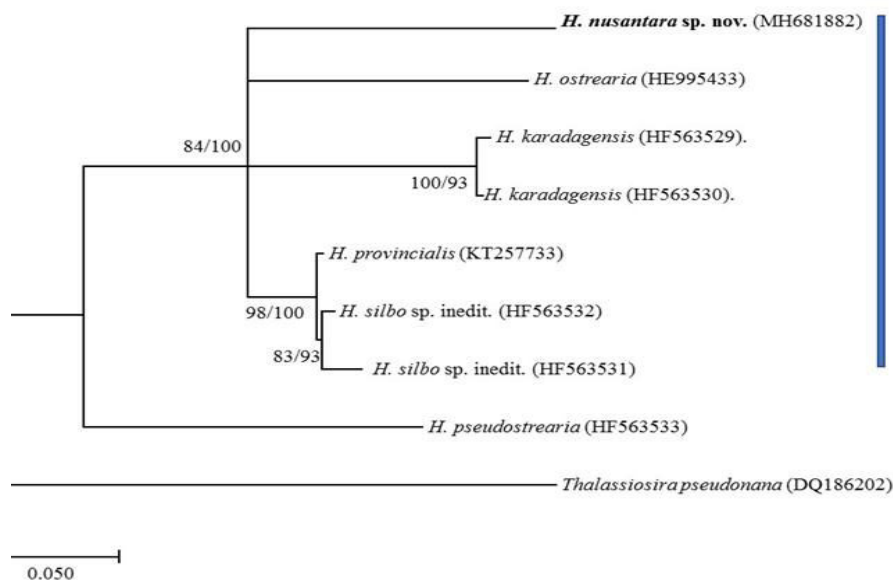 H. nusantara sp. nov. (MH681882)
H. ostrearia (HE995433)
H. karadagensis (HF563529).
84/100
100/93
H. karadagensis (HF563530).
H. provincialis (KT257733)
98/100
H. silbo sp. inedit. (HF563532)
83/93
H. silbo sp. inedit. (HF563531)
H. pseudostrearia (HF563533)
Thalassiosira pseudonana (DQ186202)
0.050